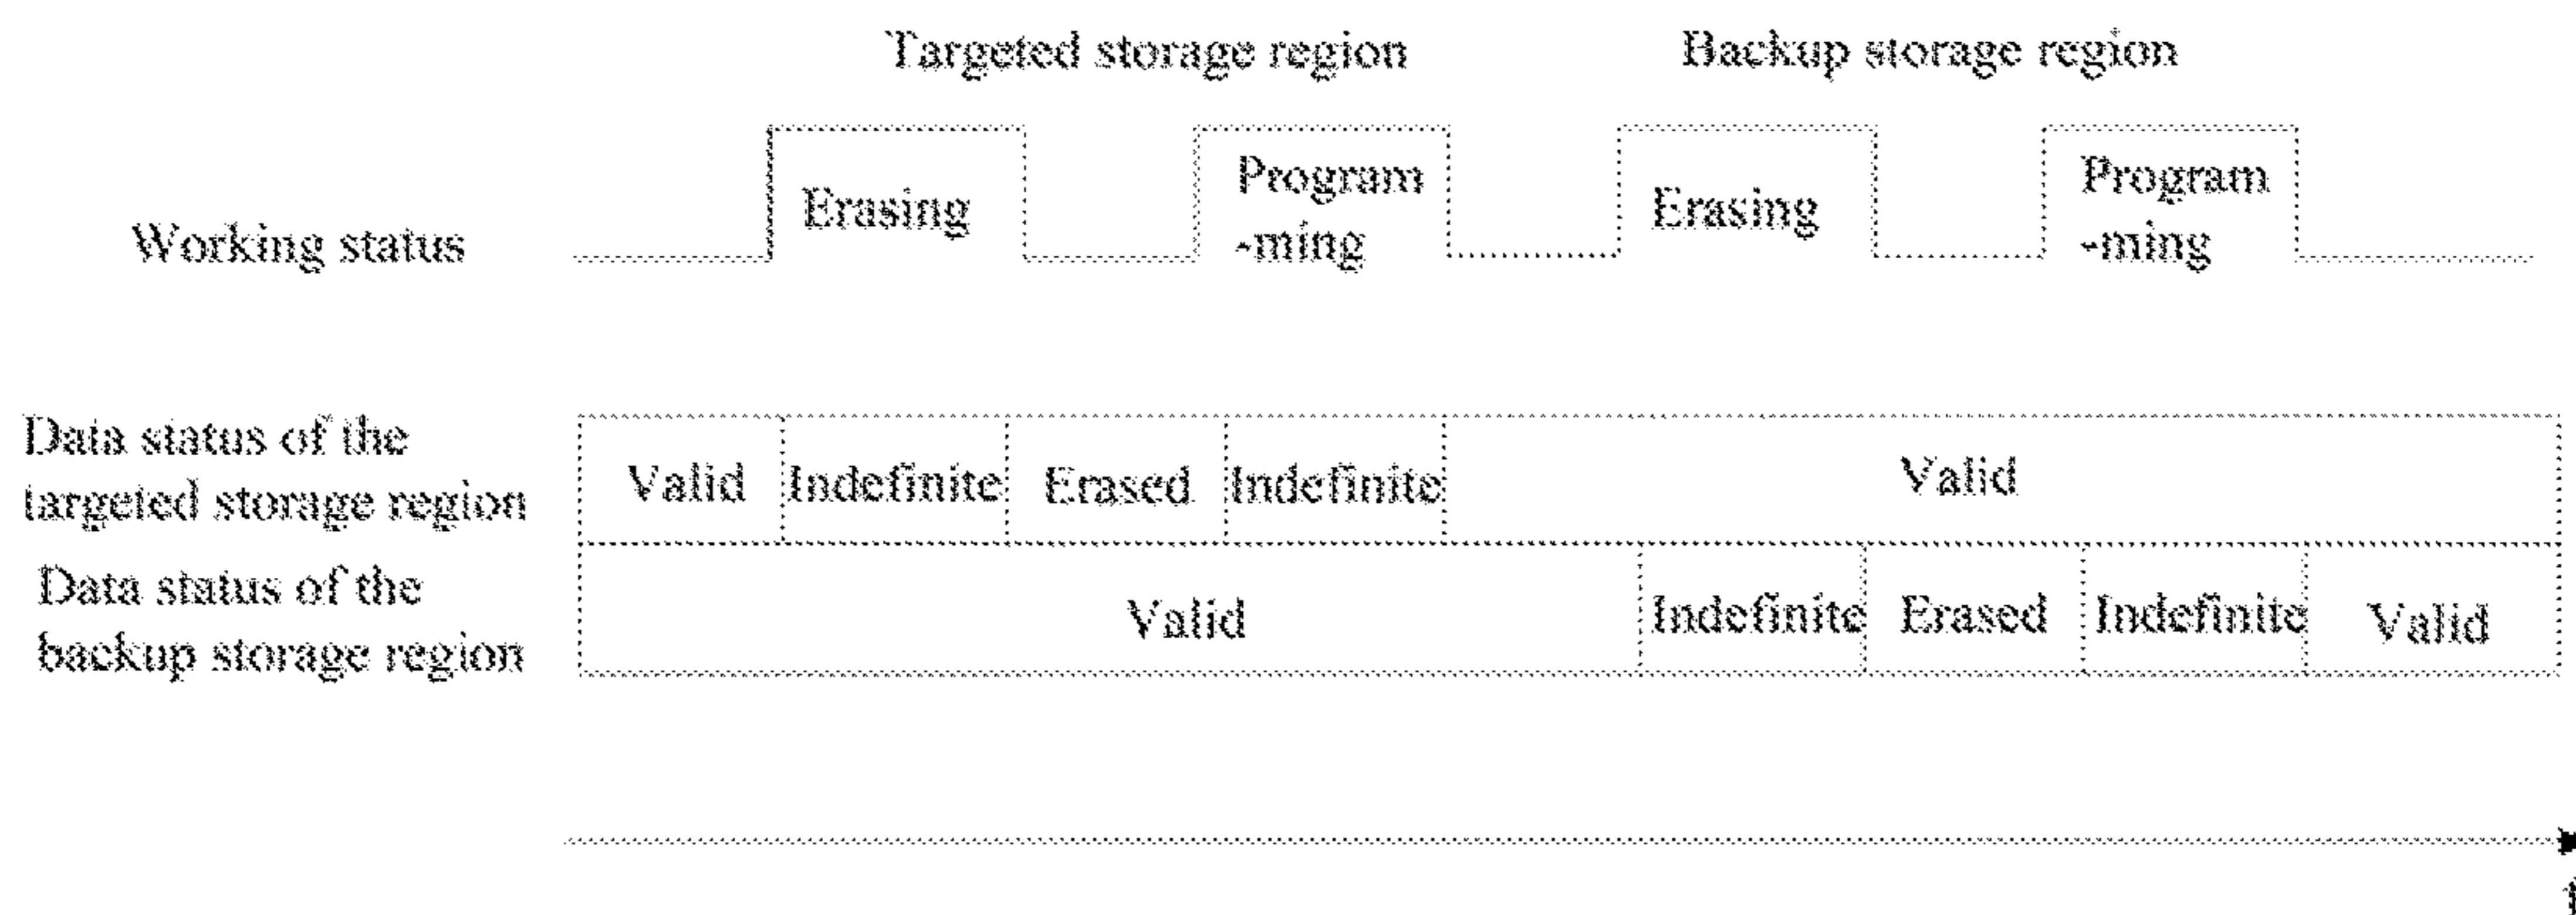 Targeted storage region
Backup storage region
Working status
Erasing
Program
-ming
Erasing
Program
-ming
Data status of the
targeted storage region
Valid
Indefinite
Erased
Indefinite
Valid
Data status of the
backup storage region
Valid
Indefinite
Erased
Indefinite
Valid
t